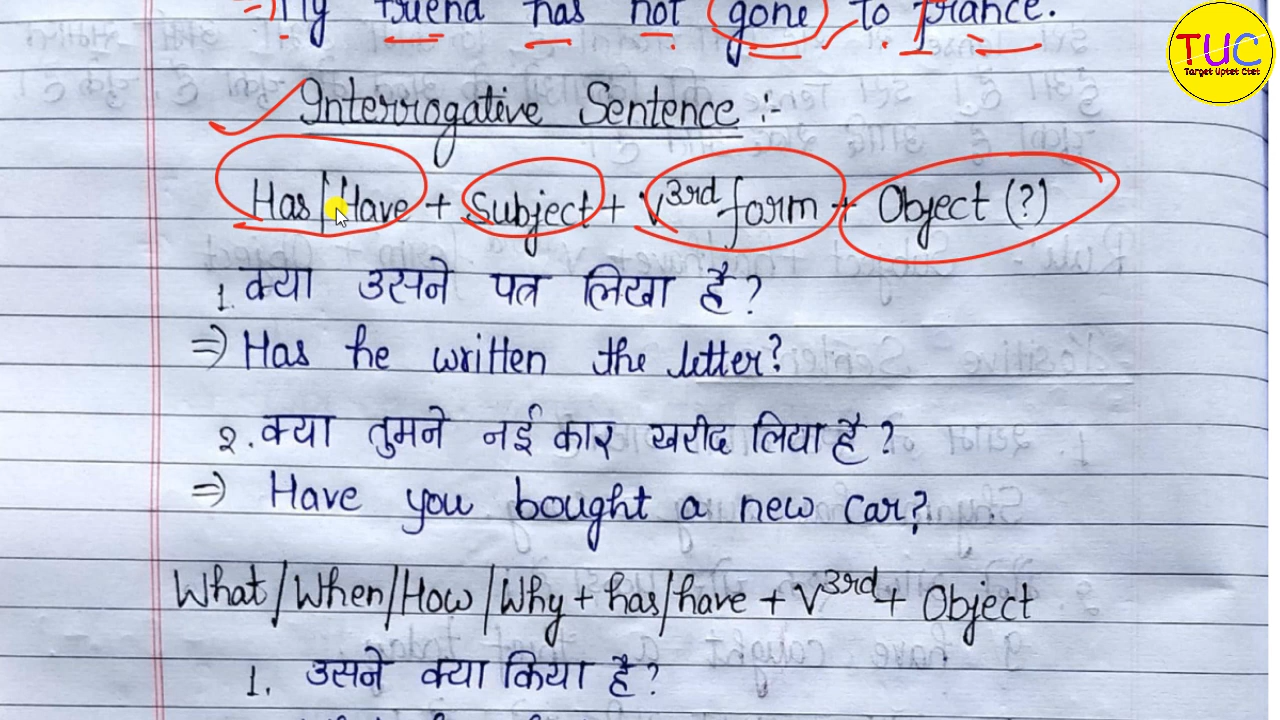 =) My friend has not gone to france.
TUC
Target Uptet Ctet
Interrogative Sentence :-
Has/Have + Subject + V3rd form + Object (?)
1. क्या उसने पत्र लिखा है?
=> Has he written the letter?
2. क्या तुमने नई कार खरीद लिया है?
=> Have you bought a new car?
What/When/How/Why + has/have + V3rd + Object
1. उसने क्या किया है?